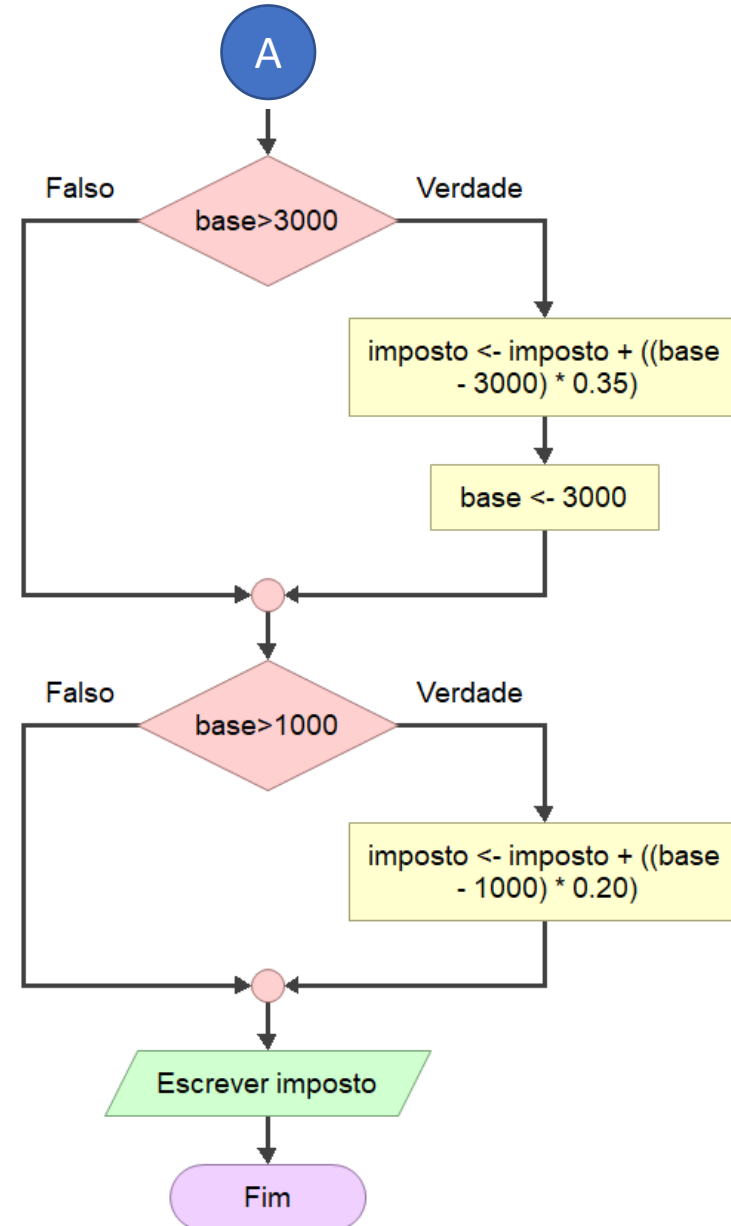 A
Falso
Verdade
base>3000
imposto <- imposto + ((base
- 3000) * 0.35)
base <- 3000
Falso
Verdade
base>1000
imposto <- imposto + ((base
- 1000) * 0.20)
Escrever imposto
Fim